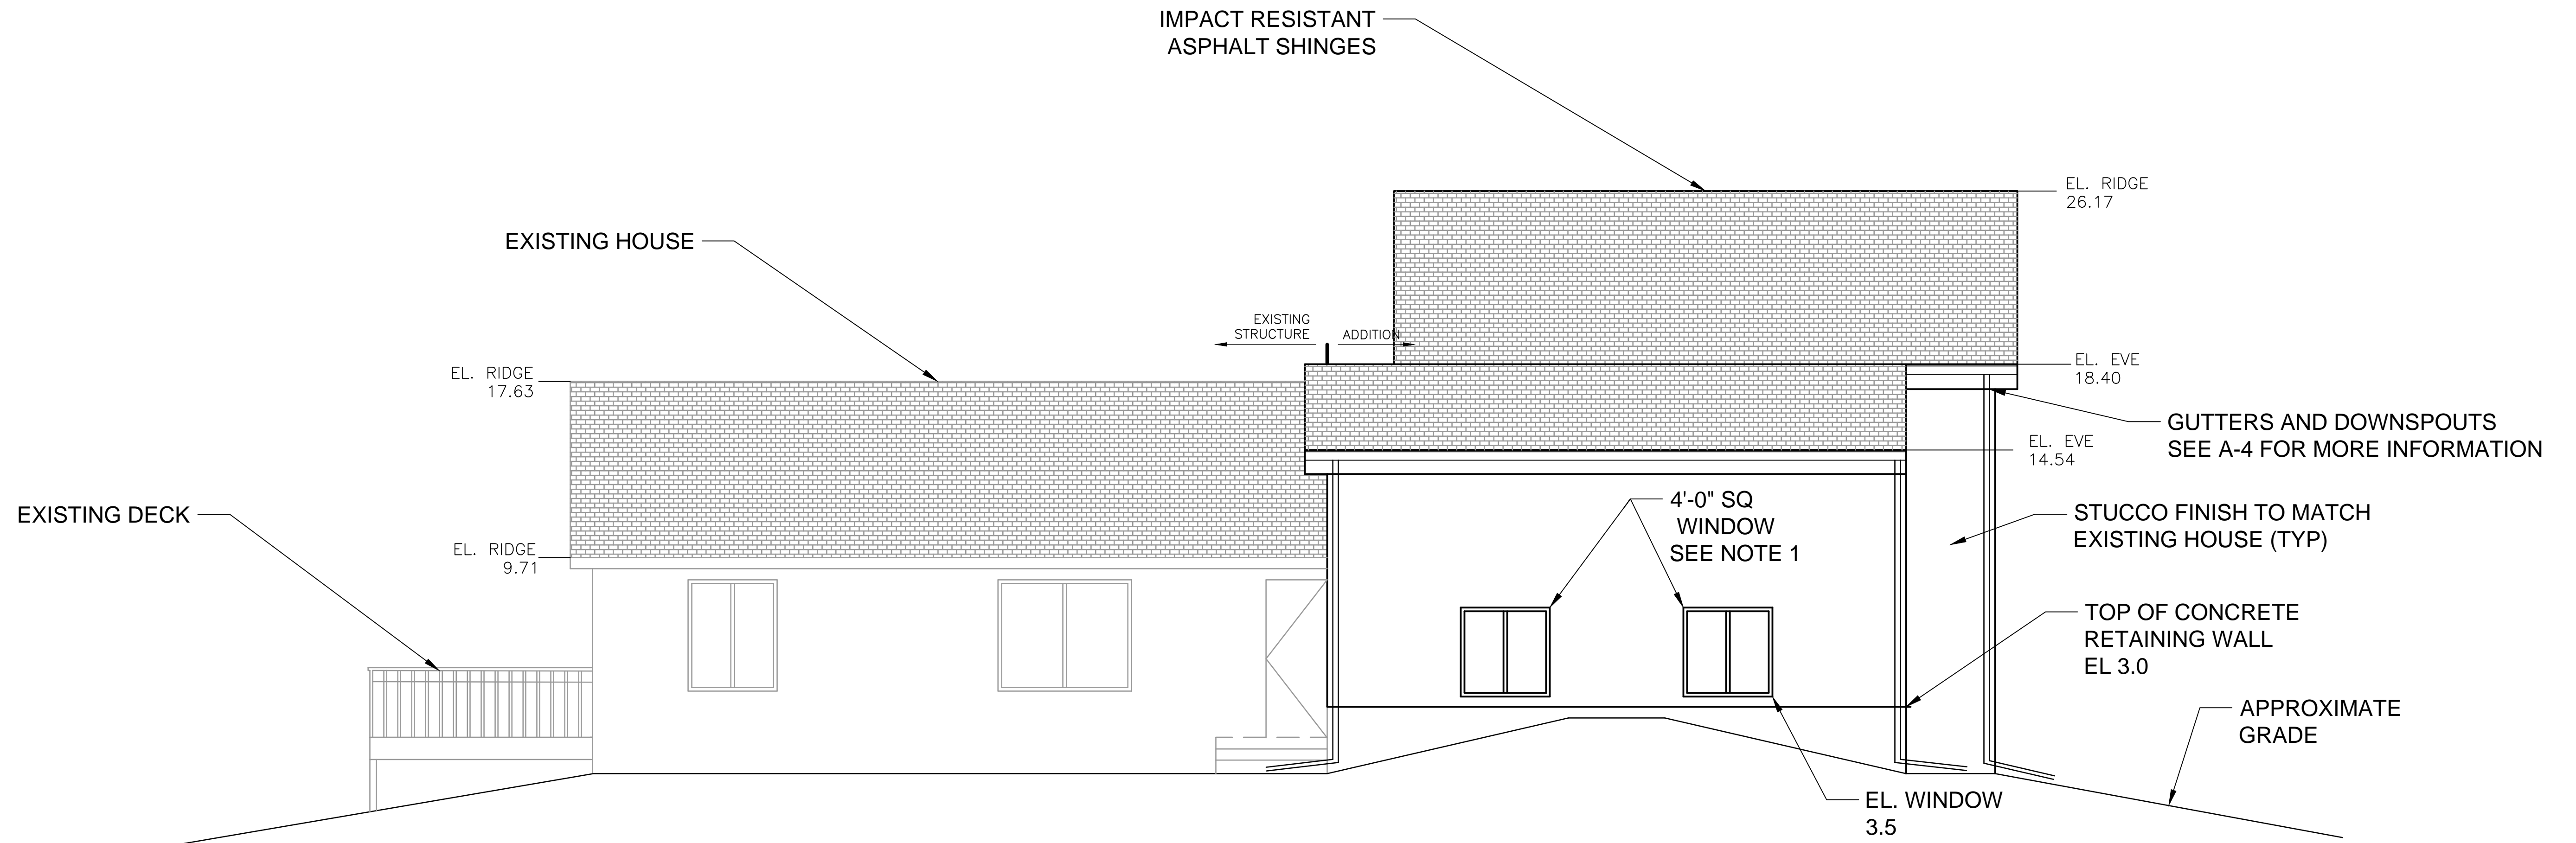 IMPACT RESISTANT
ASPHALT SHINGES
EL. RIDGE
26.17
EXISTING HOUSE
EXISTING
STRUCTURE
ADDITION
EL. EVE
18.40
EL. RIDGE
17.63
GUTTERS AND DOWNSPOUTS
SEE A-4 FOR MORE INFORMATION
EL. EVE
14.54
4'-0" SQ
WINDOW
SEE NOTE 1
EXISTING DECK
STUCCO FINISH TO MATCH
EXISTING HOUSE (TYP)
EL. RIDGE
9.71
TOP OF CONCRETE
RETAINING WALL
EL 3.0
APPROXIMATE
GRADE
EL. WINDOW
3.5